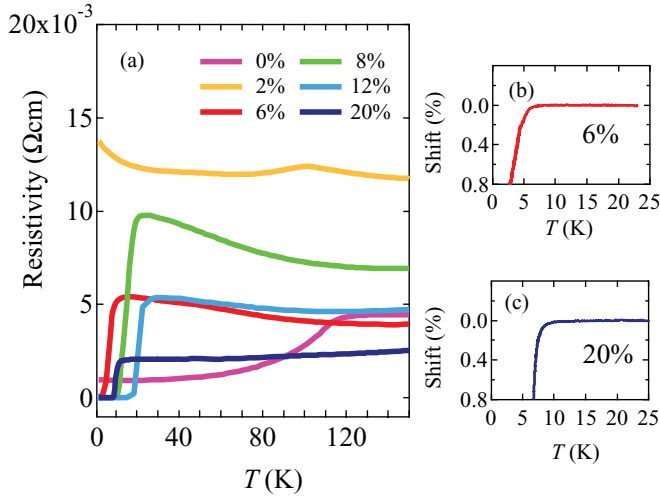 20x10⁻³
15
10
5
0
Resistivity (Ωcm)
(a)
0%
2%
6%
8%
12%
20%
0 40 80 120
T (K)
(b)
0.0
0.4
0.8
Shift (%)
6%
0 5 10 15 20 25
T (K)
(c)
0.0
0.4
0.8
Shift (%)
20%
0 5 10 15 20 25
T (K)